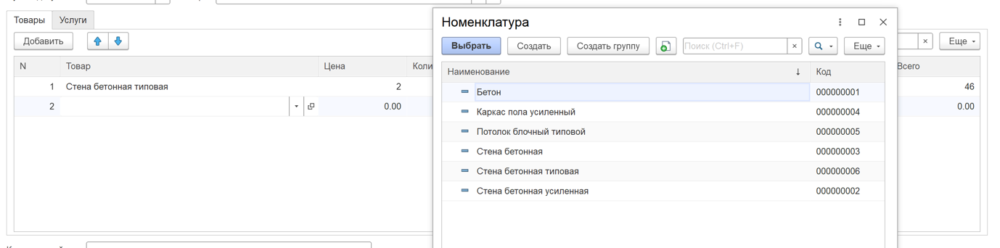 Товары Услуги
Добавить
Еще
N Товар Цена
Всего
1 Стена бетонная типовая 2
46
2 0.00
0.00
Номенклатура
Выбрать Создать Создать группу Поиск (Ctrl+F) Еще
Наименование Код
Бетон 000000001
Каркас пола усиленный 000000004
Потолок блочный типовой 000000005
Стена бетонная 000000003
Стена бетонная типовая 000000006
Стена бетонная усиленная 000000002